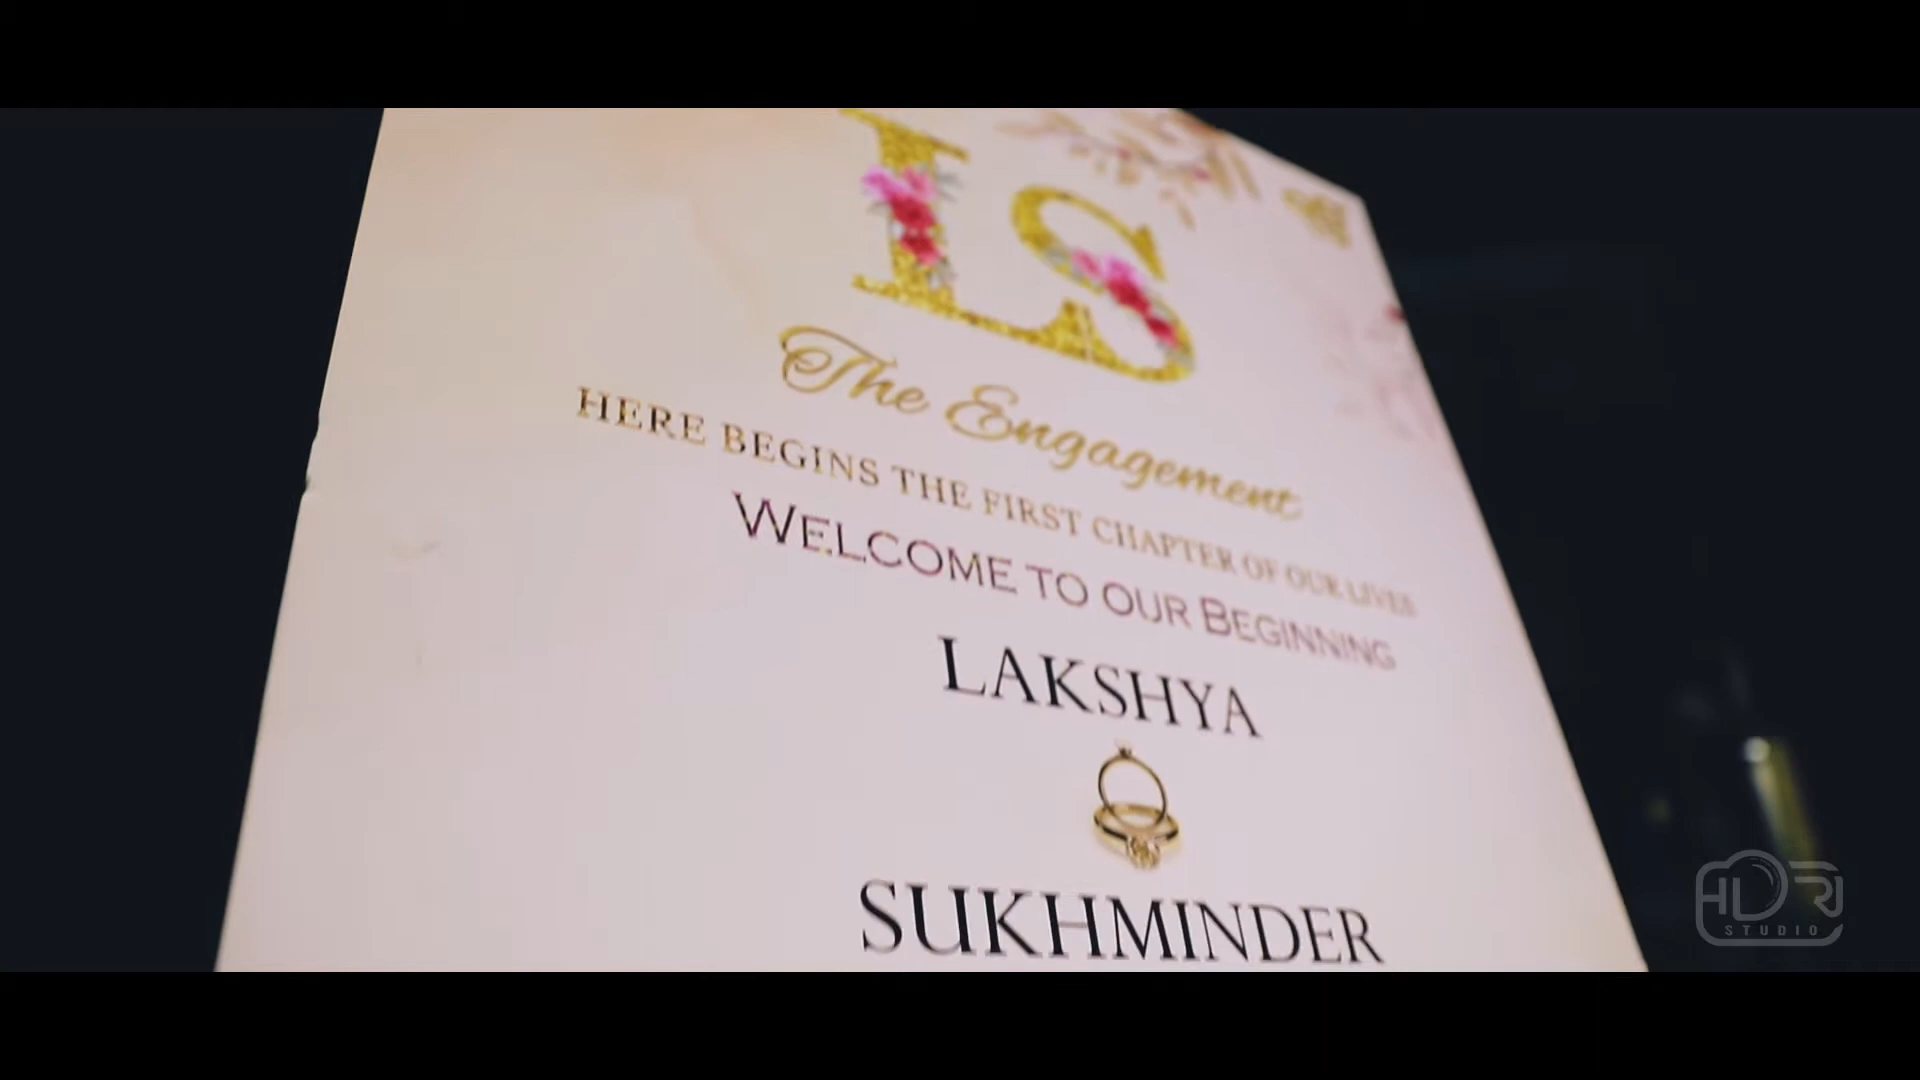 LS
The Engagement
HERE BEGINS THE FIRST CHAPTER OF OUR LIVES
WELCOME TO OUR BEGINNING
LAKSHYA
SUKHMINDER
HDR
STUDIO